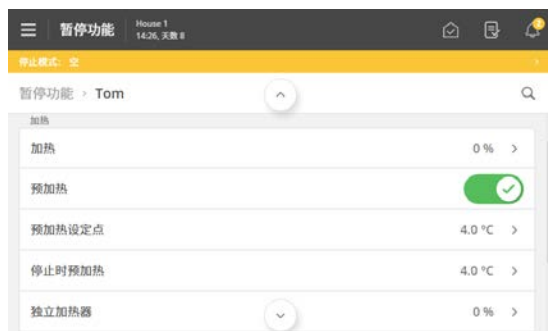 暂停功能
House 1
14:26, 天数 8
2
停止模式: 空
暂停功能 > Tom
加热
加热 0 %
预加热
预加热设定点 4.0 °C
停止时预加热 4.0 °C
独立加热器 0 %